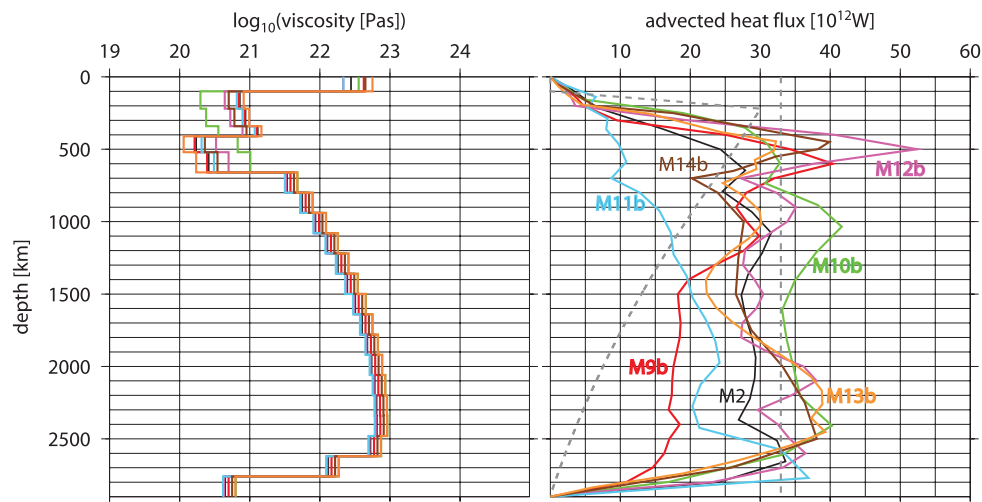 log10(viscosity [Pas])
advected heat flux [10^12W]
19 20 21 22 23 24
10 20 30 40 50 60
0
500
1000
1500
2000
2500
depth [km]
M14b
M12b
M11b
M10b
M9b
M2
M13b